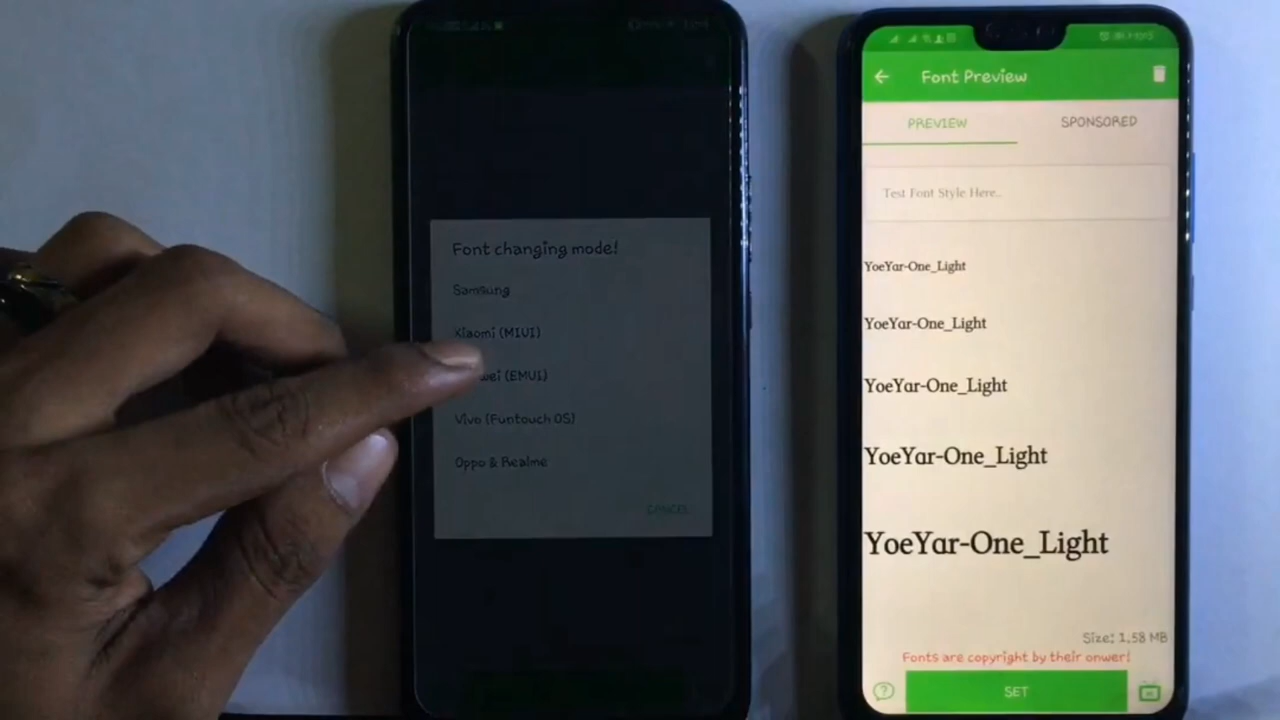 Font changing mode!
Samsung
Xiaomi (MIUI)
wei (EMUI)
Vivo (Funtouch OS)
Oppo & Realme
CANCEL
Font Preview
PREVIEW
SPONSORED
Test Font Style Here..
YoeYar-One_Light
YoeYar-One_Light
YoeYar-One_Light
YoeYar-One_Light
YoeYar-One_Light
Size: 1.58 MB
Fonts are copyright by their onwer!
SET